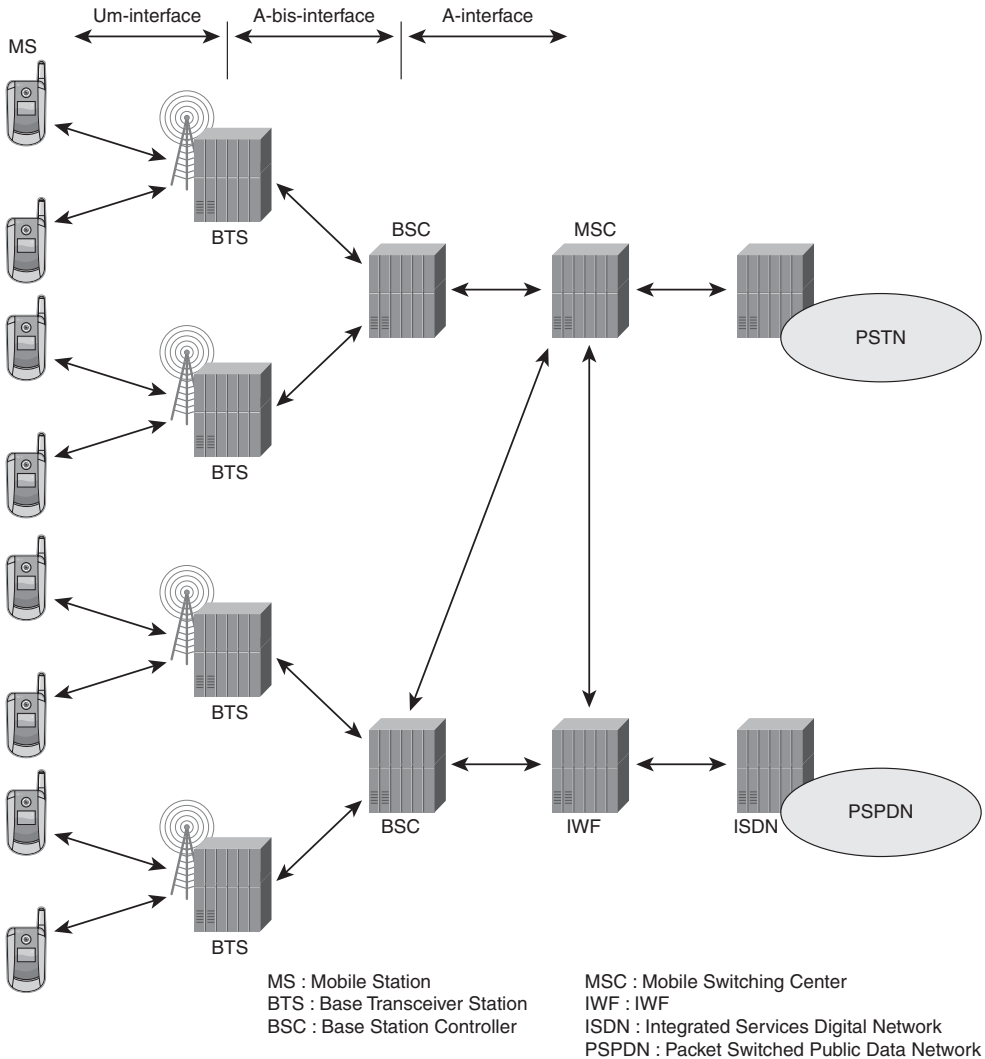 Um-interface A-bis-interface A-interface
MS
BTS
BSC MSC
PSTN
BTS
BTS
BSC IWF ISDN PSPDN
BTS
MS : Mobile Station
BTS : Base Transceiver Station
BSC : Base Station Controller
MSC : Mobile Switching Center
IWF : IWF
ISDN : Integrated Services Digital Network
PSPDN : Packet Switched Public Data Network